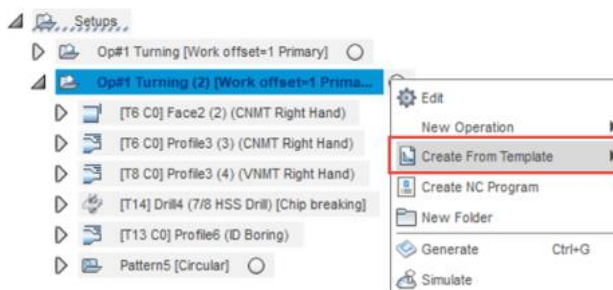 Setups
Op#1 Turning [Work offset=1 Primary]
Op#1 Turning (2) [Work offset=1 Prima...
[T6 C0] Face2 (2) (CNMT Right Hand)
[T6 C0] Profile3 (3) (CNMT Right Hand)
[T8 C0] Profile3 (4) (VNMT Right Hand)
[T14] Drill4 (7/8 HSS Drill) [Chip breaking]
[T13 C0] Profile6 (ID Boring)
Pattern5 [Circular]
Edit
New Operation
Create From Template
Create NC Program
New Folder
Generate Ctrl+G
Simulate